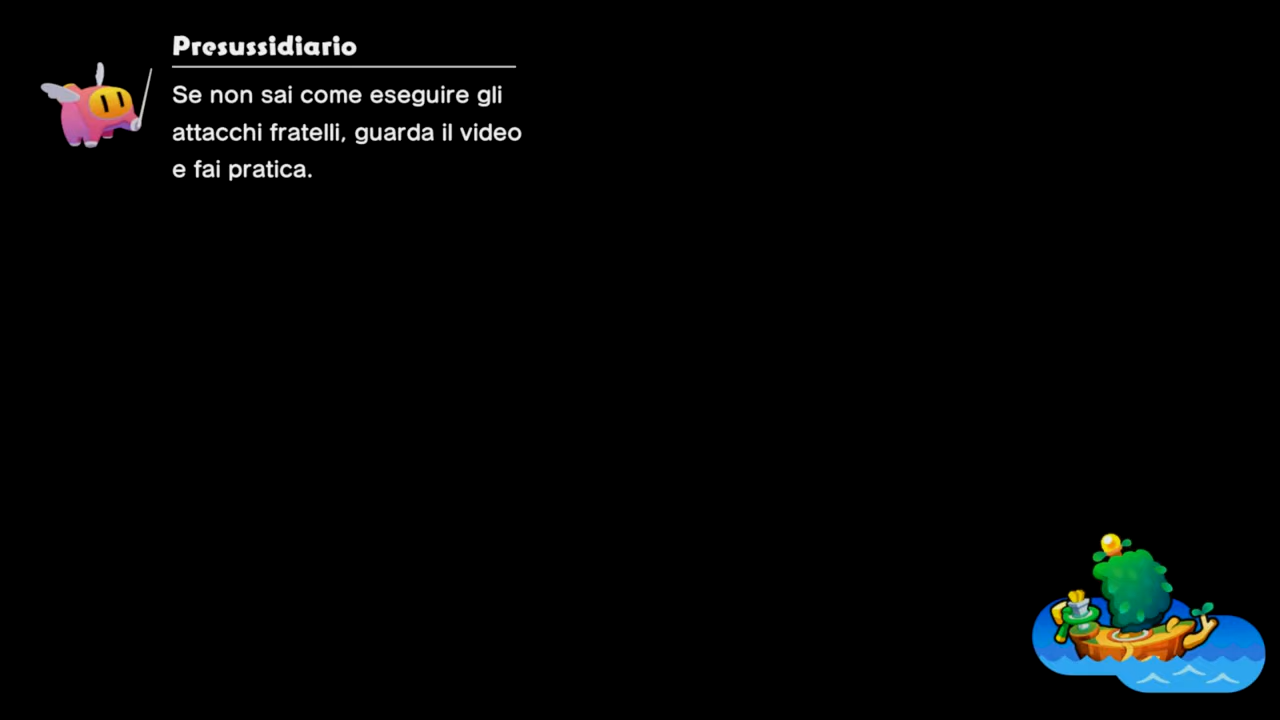 Presussidiario
Se non sai come eseguire gli
attacchi fratelli, guarda il video
e fai pratica.